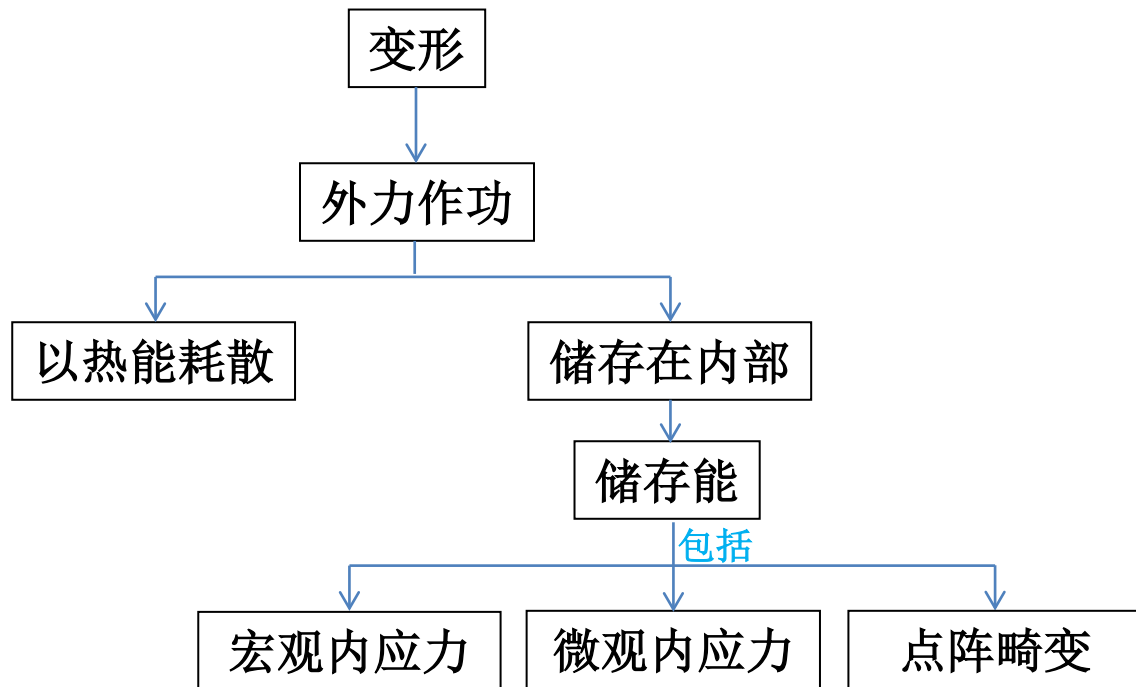 变形
外力作功
以热能耗散
储存在内部
储存能
包括
宏观内应力
微观内应力
点阵畸变